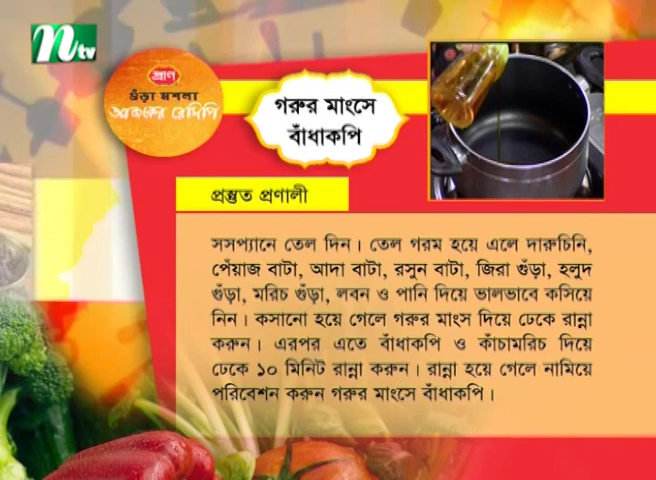 ntv
প্রাণ
গুঁড়া মশলা
আজকের রেসিপি
গরুর মাংসে
বাঁধাকপি
প্রস্তুত প্রণালী
সসপ্যানে তেল দিন। তেল গরম হয়ে এলে দারুচিনি,
পেঁয়াজ বাটা, আদা বাটা, রসুন বাটা, জিরা গুঁড়া, হলুদ
গুঁড়া, মরিচ গুঁড়া, লবন ও পানি দিয়ে ভালভাবে কসিয়ে
নিন। কসানো হয়ে গেলে গরুর মাংস দিয়ে ঢেকে রান্না
করুন। এরপর এতে বাঁধাকপি ও কাঁচামরিচ দিয়ে
ঢেকে ১০ মিনিট রান্না করুন। রান্না হয়ে গেলে নামিয়ে
পরিবেশন করুন গরুর মাংসে বাঁধাকপি।